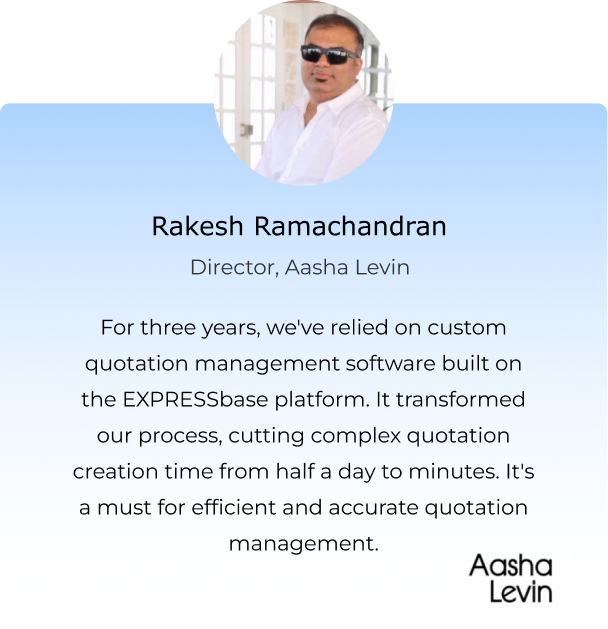 Rakesh Ramachandran
Director, Aasha Levin
For three years, we've relied on custom
quotation management software built on
the EXPRESSbase platform. It transformed
our process, cutting complex quotation
creation time from half a day to minutes. It's
a must for efficient and accurate quotation
management.
Aasha
Levin